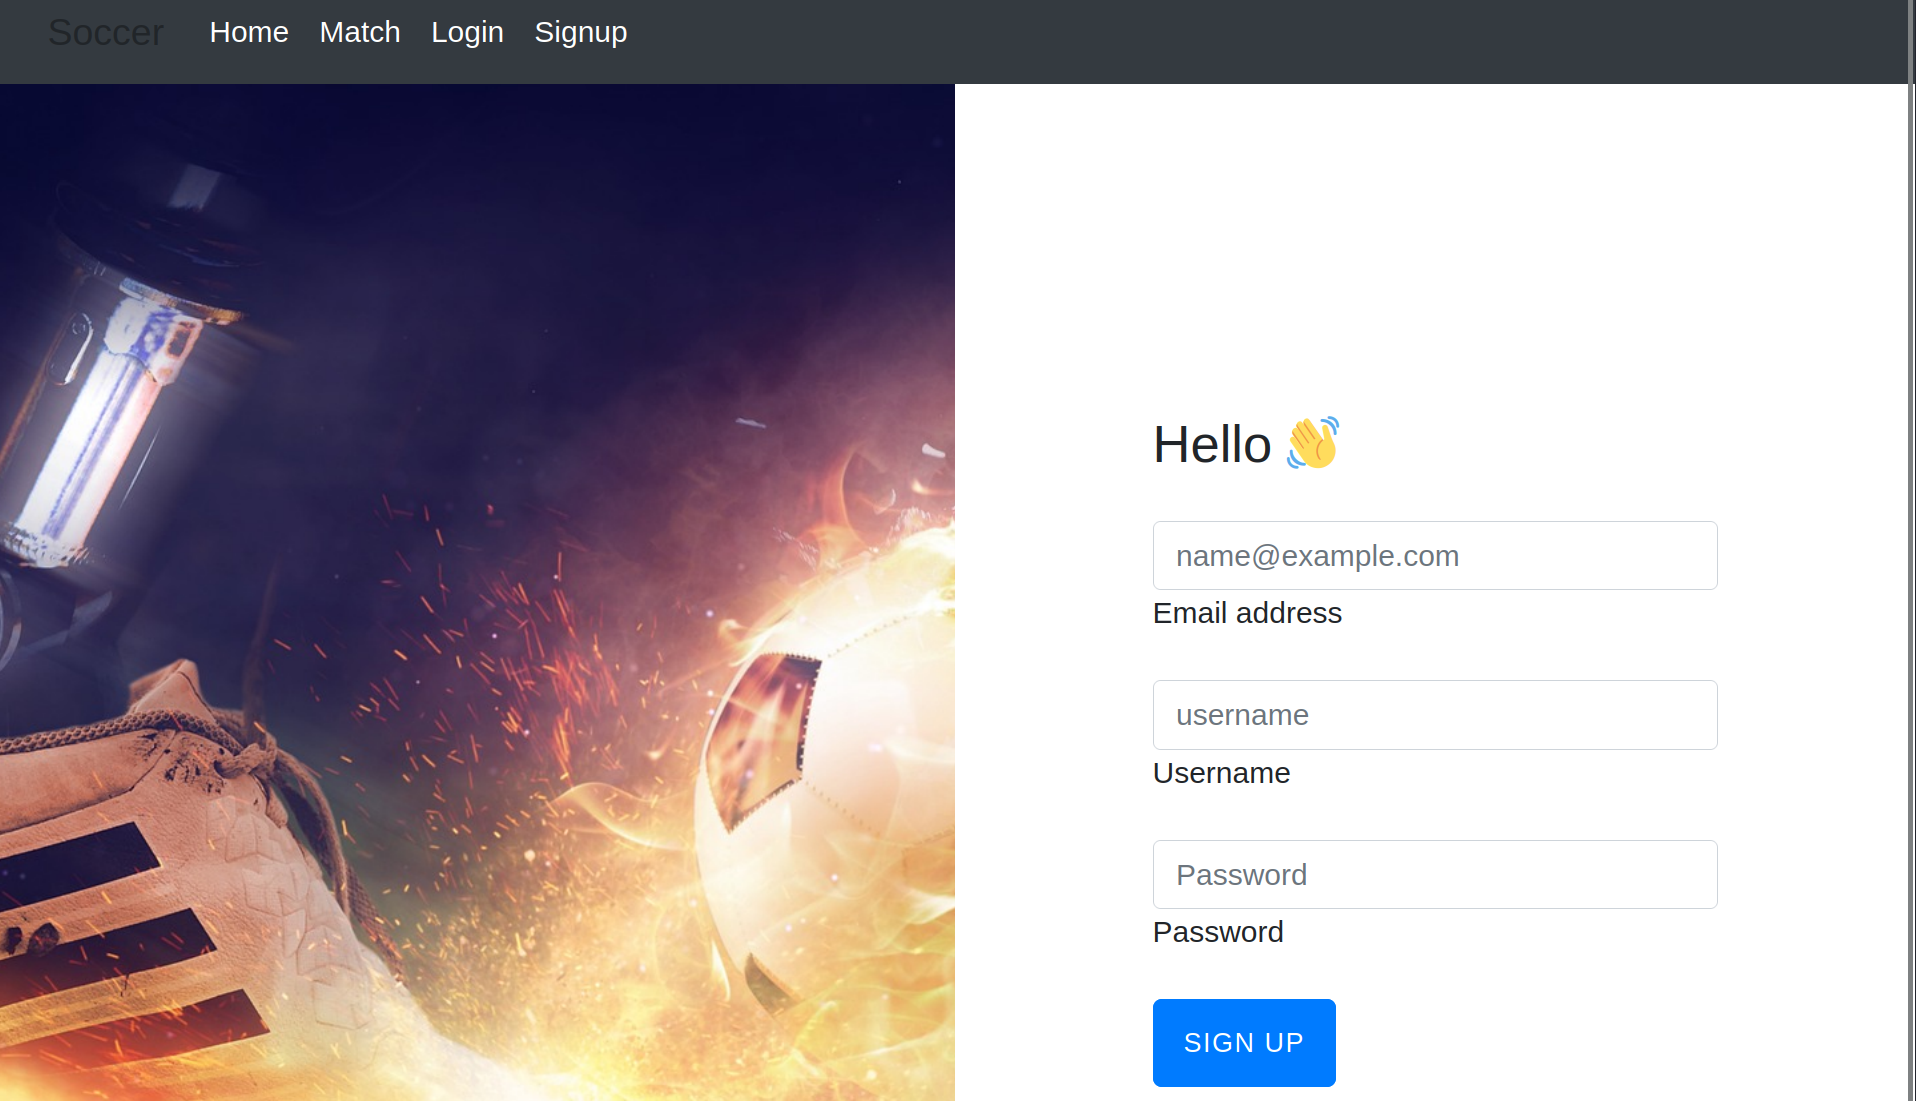 Soccer Home Match Login Signup
Hello 👋
name@example.com
Email address
username
Username
Password
Password
SIGN UP